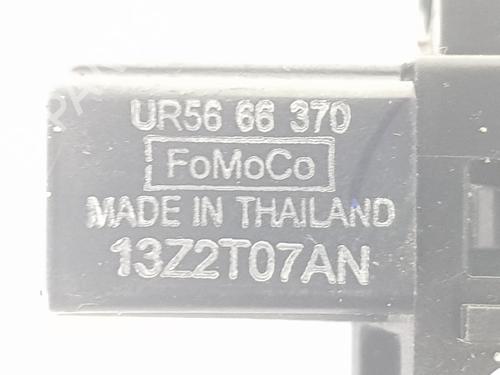 UR56 66 370
FoMoCo
MADE IN THAILAND
13Z2T07AN